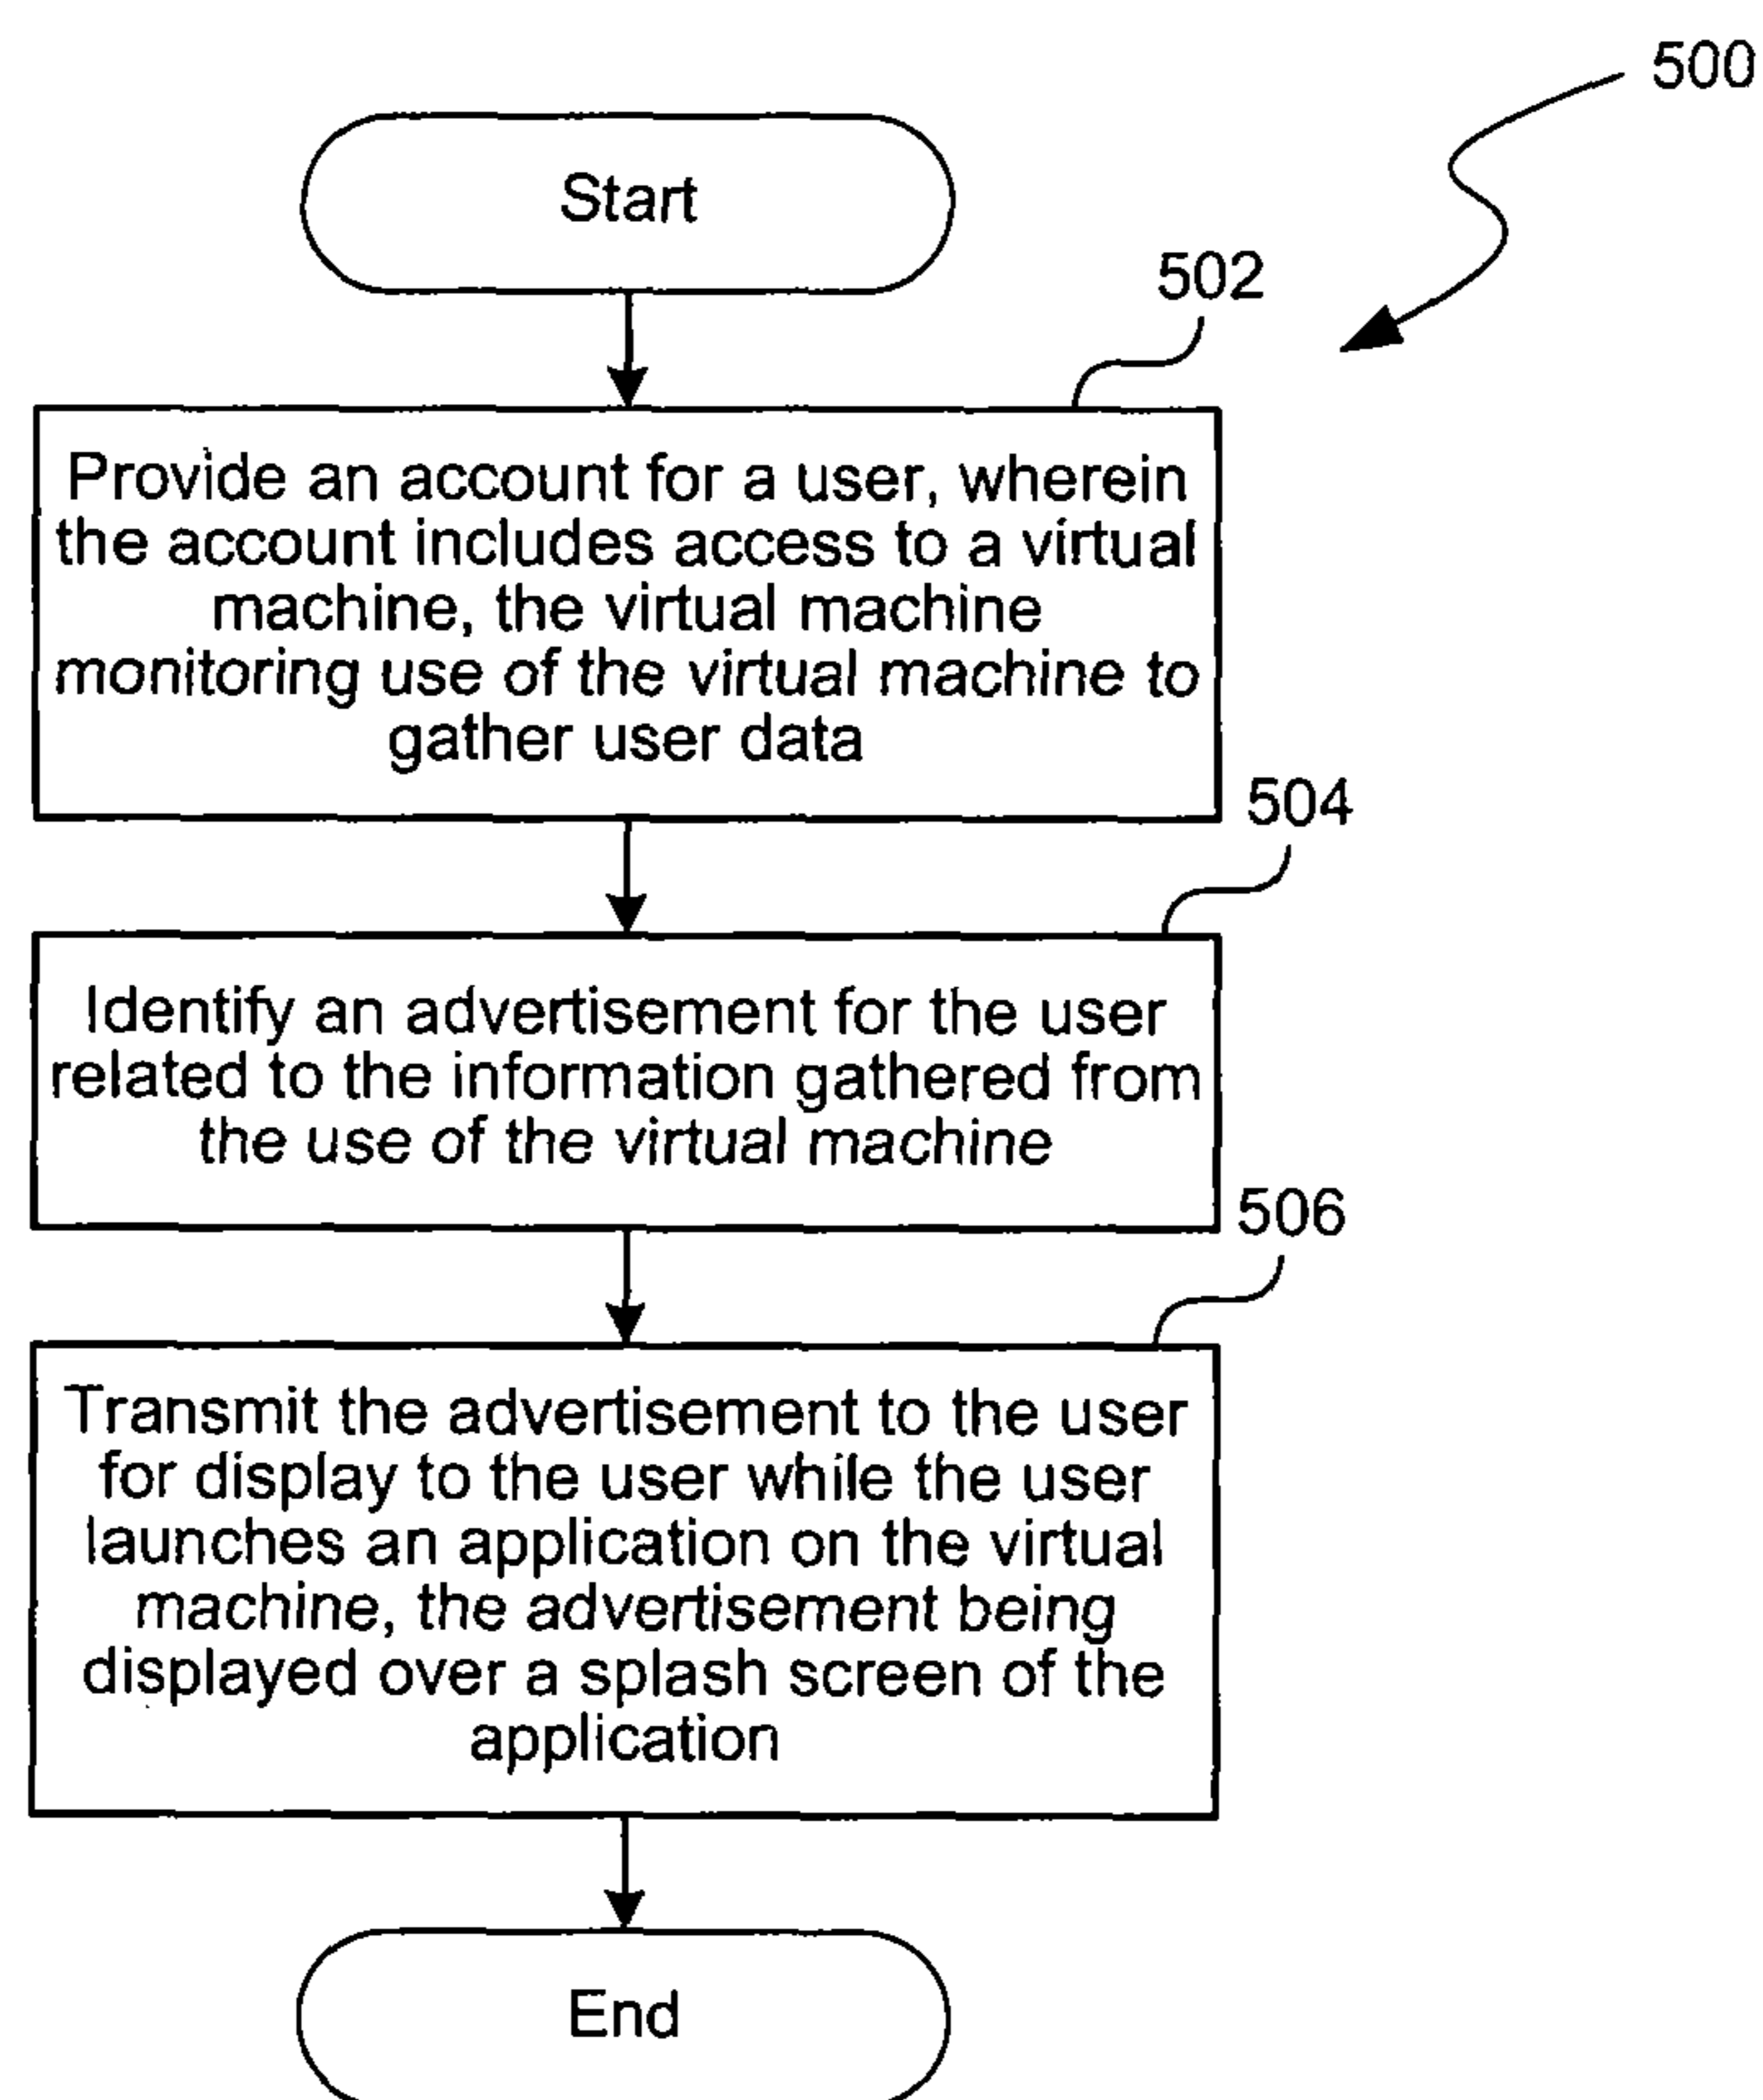 500
Start
502
Provide an account for a user, wherein
the account includes access to a virtual
machine, the virtual machine
monitoring use of the virtual machine to
gather user data
504
Identify an advertisement for the user
related to the information gathered from
the use of the virtual machine
506
Transmit the advertisement to the user
for display to the user while the user
launches an application on the virtual
machine, the advertisement being
displayed over a splash screen of the
application
End